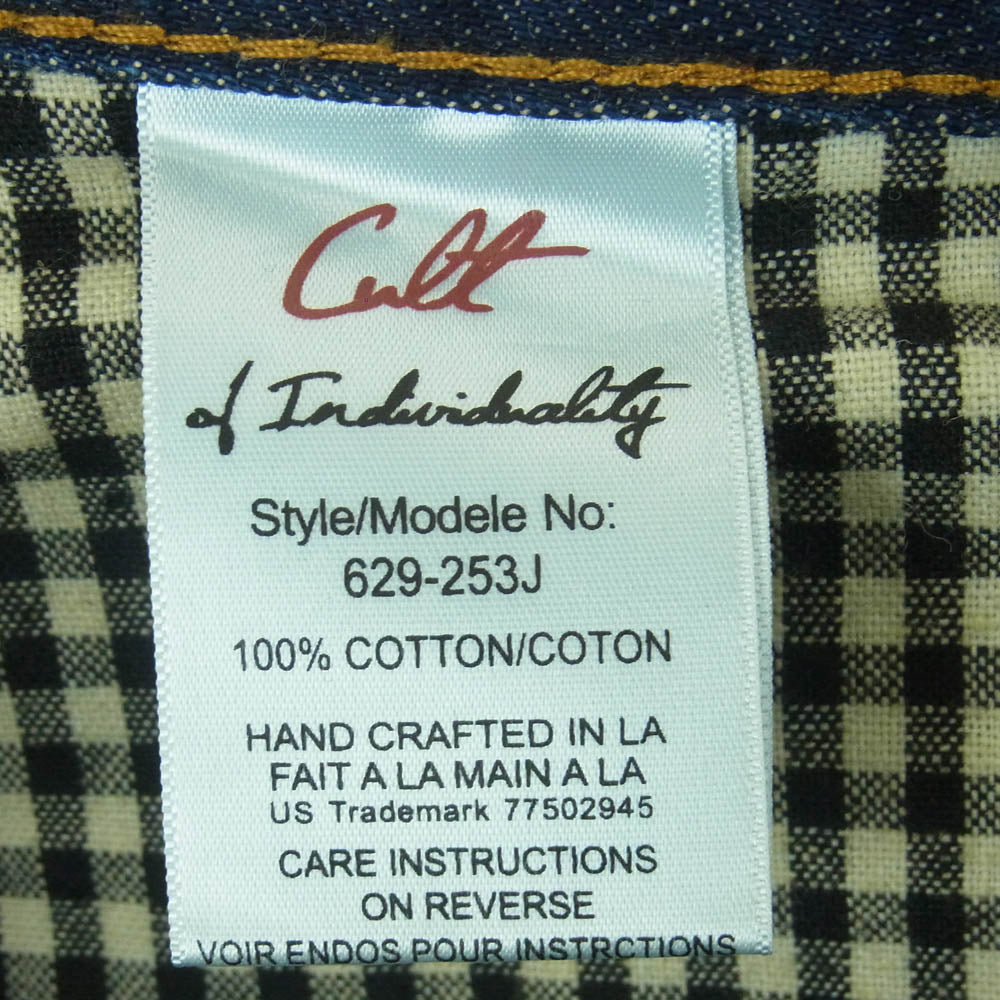 Cult
of Individuality
Style/Modele No:
629-253J
100% COTTON/COTON
HAND CRAFTED IN LA
FAIT A LA MAIN A LA
US Trademark 77502945
CARE INSTRUCTIONS
ON REVERSE
VOIR ENDOS POUR INSTRCTIONS